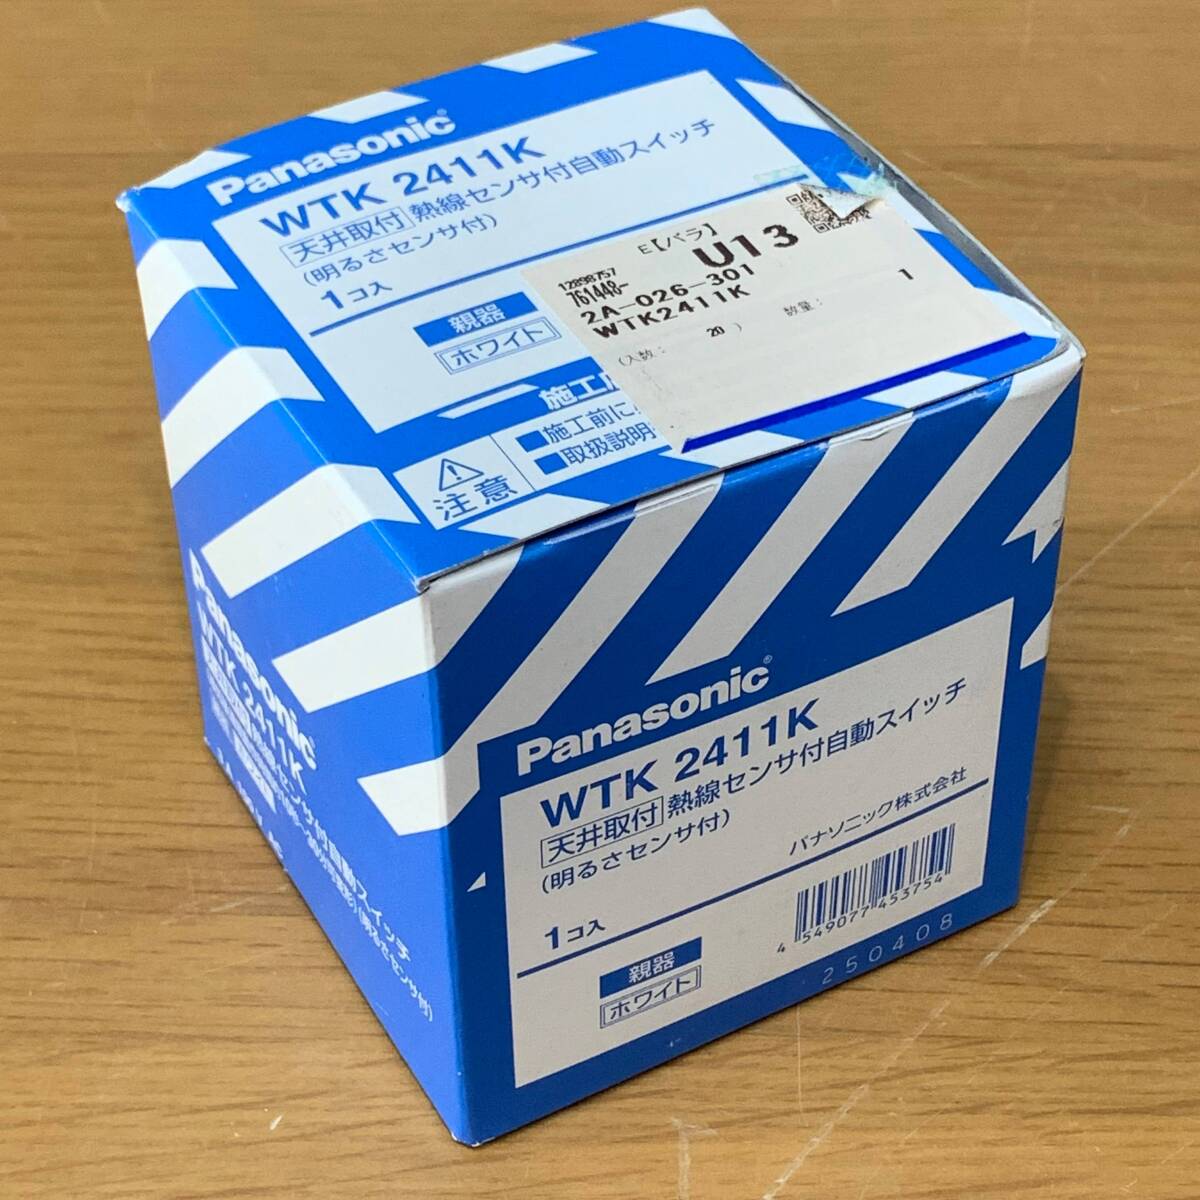 Panasonic®
WTK 2411K
天井取付 熱線センサ付自動スイッチ
(明るさセンサ付)
1コ入
親器
ホワイト
E【バラ】
U13
12898757
761448-
2A-026-301
WTK2411K
(入数: 20 )
数量: 1
注意
■施工前に
■取扱説明
Panasonic
WTK 2411K
Panasonic®
WTK 2411K
天井取付 熱線センサ付自動スイッチ
(明るさセンサ付)
1コ入
パナソニック株式会社
4 549077 453754
親器
ホワイト
250408